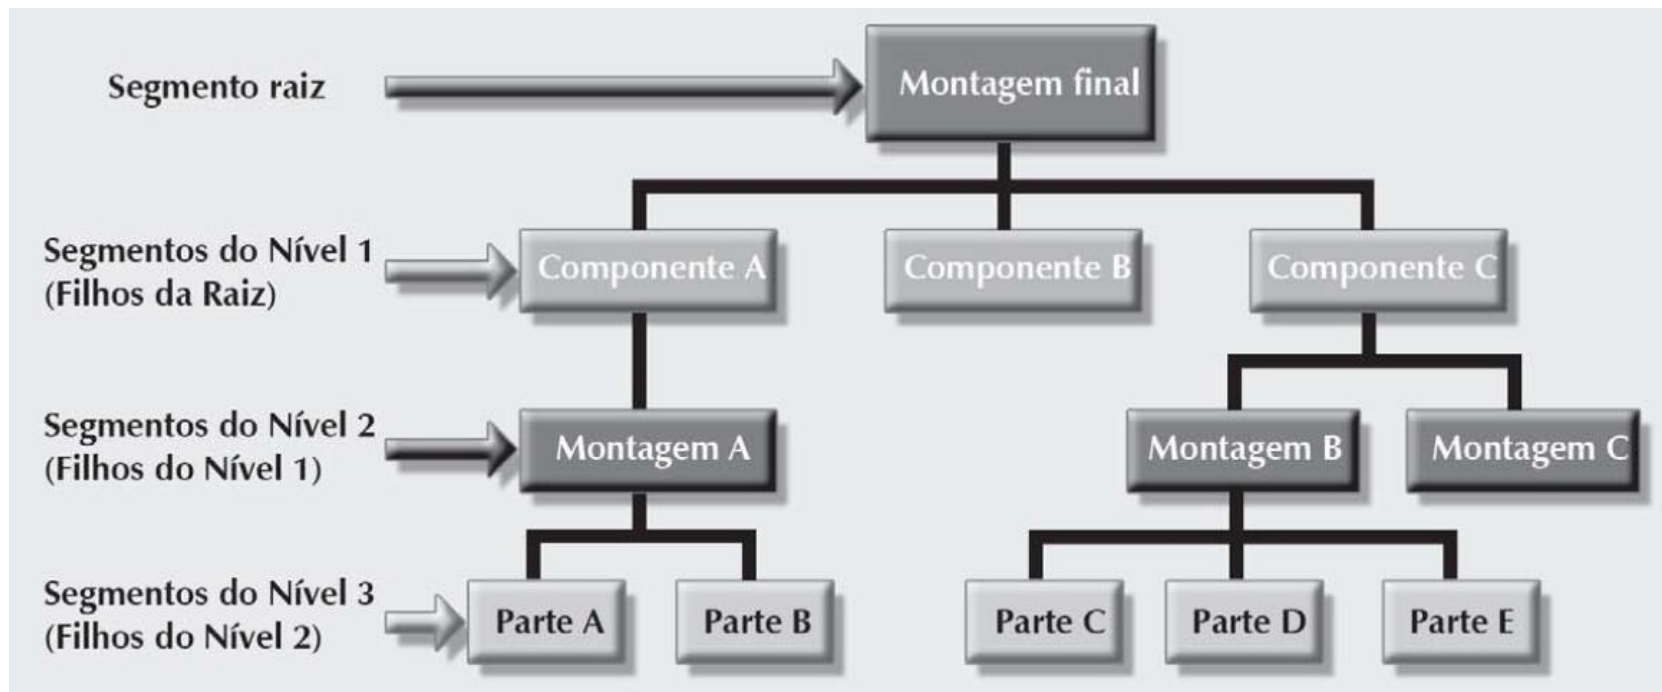 Segmento raiz
Montagem final
Segmentos do Nível 1
(Filhos da Raiz)
Componente A
Componente B
Componente C
Segmentos do Nível 2
(Filhos do Nível 1)
Montagem A
Montagem B
Montagem C
Segmentos do Nível 3
(Filhos do Nível 2)
Parte A
Parte B
Parte C
Parte D
Parte E